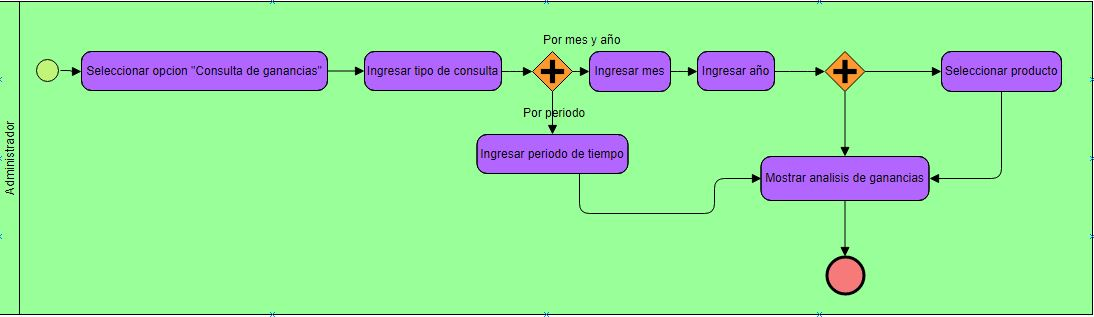 Administrador
Seleccionar opcion "Consulta de ganancias"
Ingresar tipo de consulta
Por mes y año
Ingresar mes
Ingresar año
Seleccionar producto
Por periodo
Ingresar periodo de tiempo
Mostrar analisis de ganancias